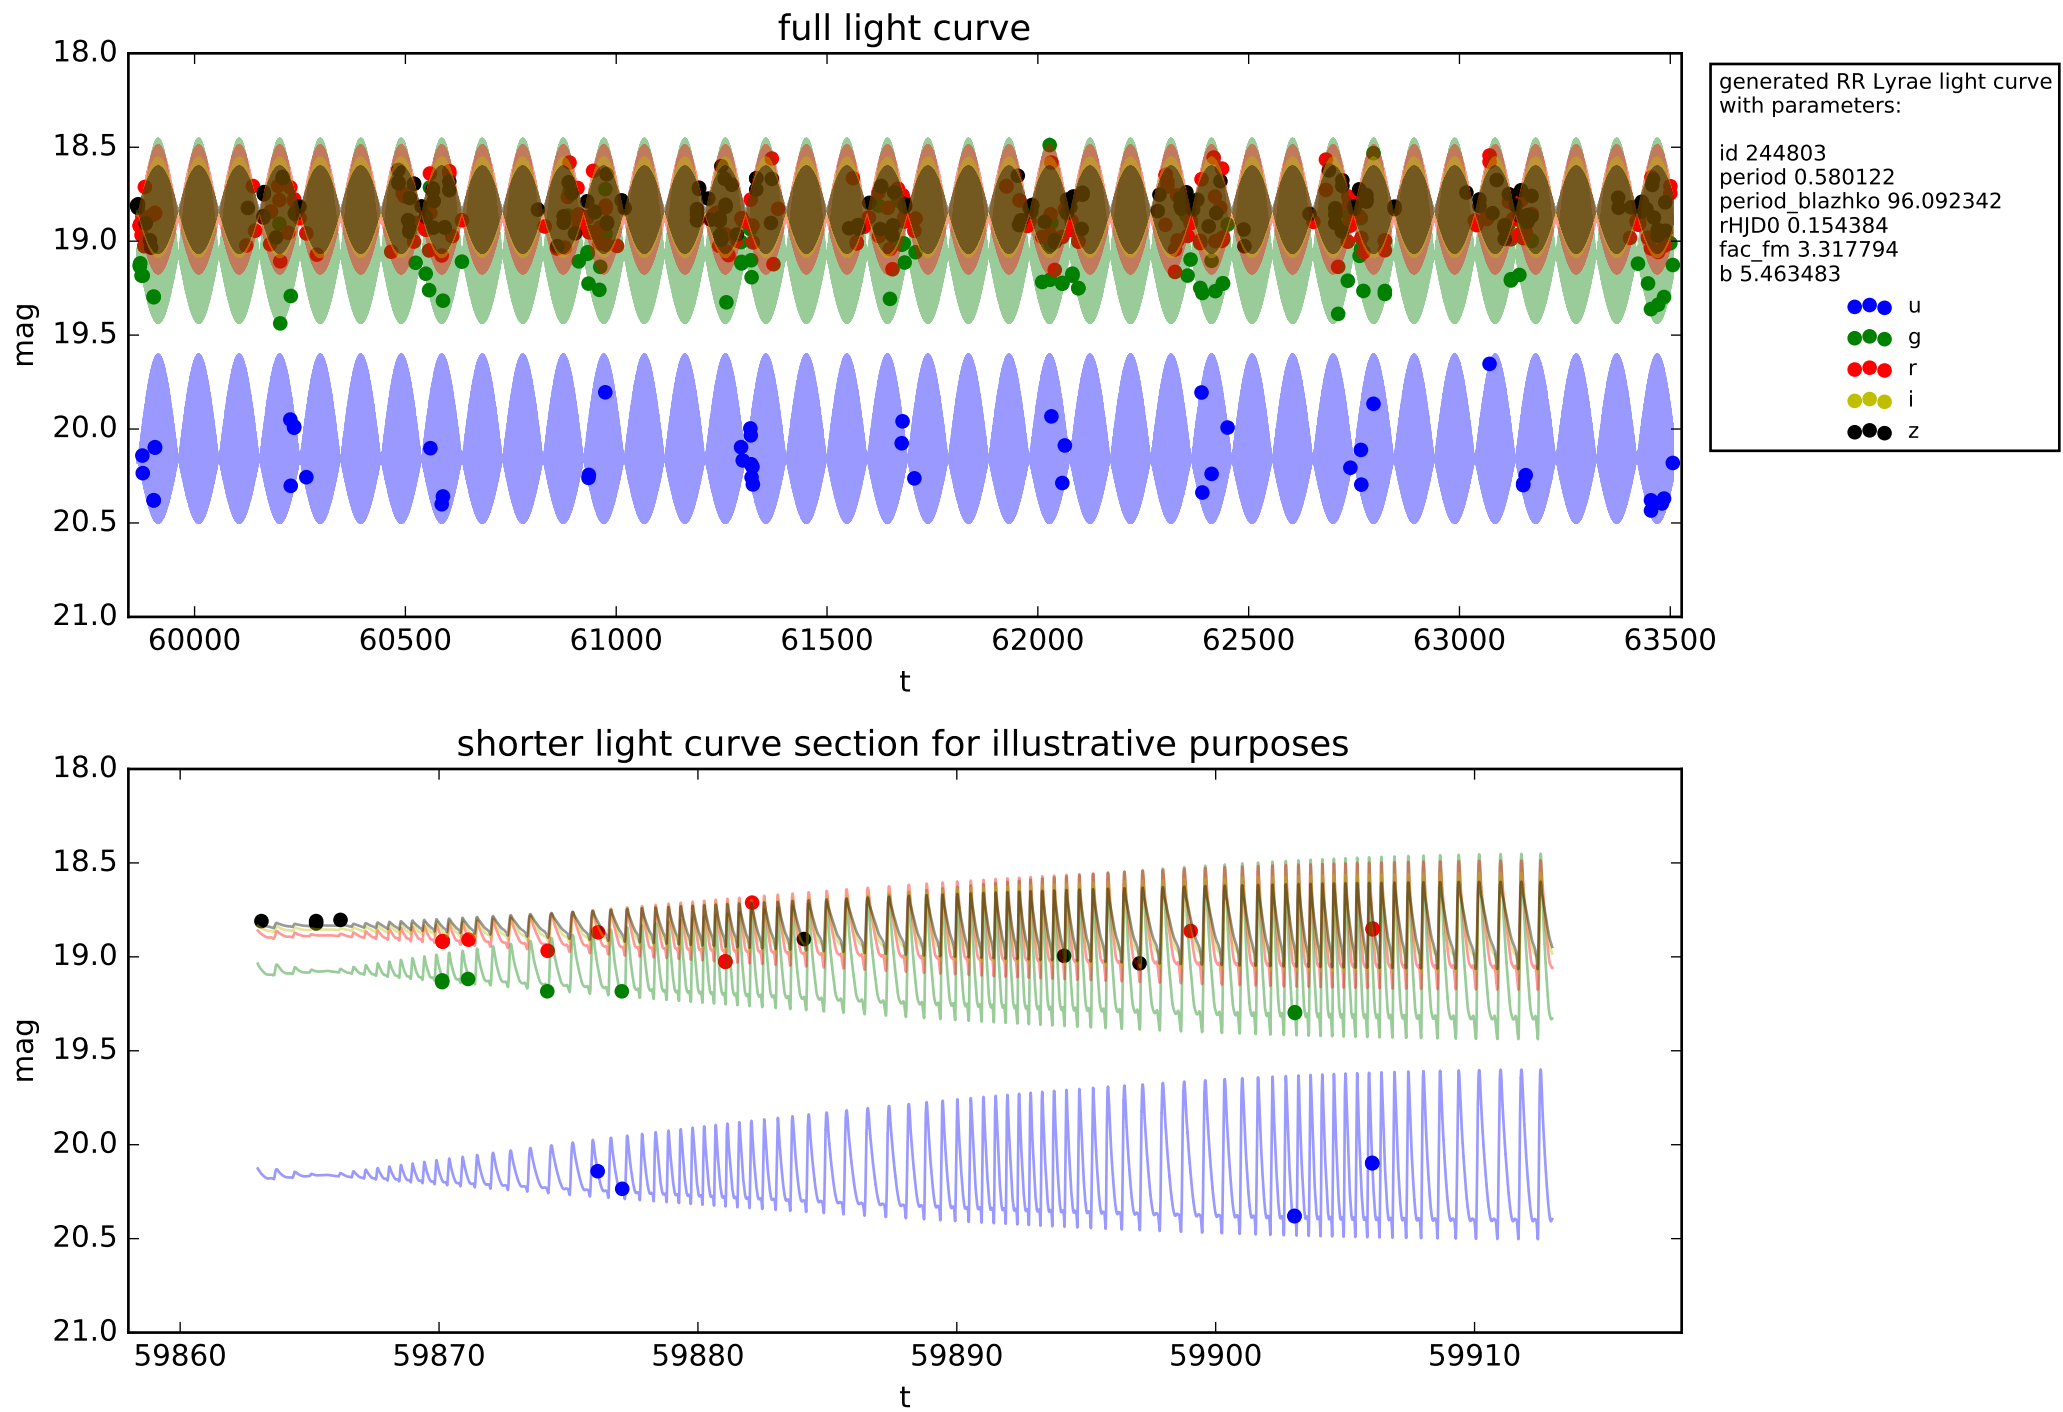 full light curve
18.0
18.5
19.0
19.5
20.0
20.5
21.0
mag
60000 60500 61000 61500 62000 62500 63000 63500
t
generated RR Lyrae light curve
with parameters:
id 244803
period 0.580122
period_blazhko 96.092342
rHJD0 0.154384
fac_fm 3.317794
b 5.463483
u
g
r
i
z
shorter light curve section for illustrative purposes
18.0
18.5
19.0
19.5
20.0
20.5
21.0
mag
59860 59870 59880 59890 59900 59910
t